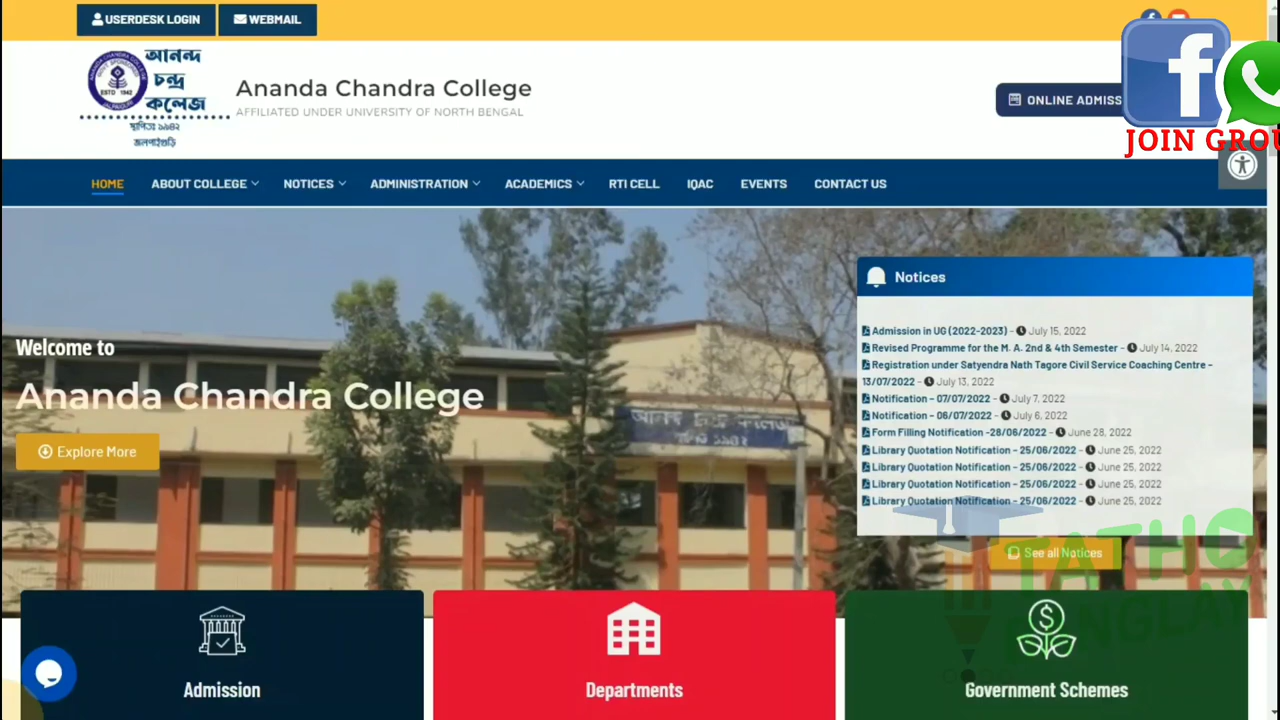 USERDESK LOGIN
WEBMAIL
আনন্দ
চন্দ্র
কলেজ
স্থাপিতঃ ১৯৪২
জলপাইগুড়ি
ESTD 1942
Ananda Chandra College
AFFILIATED UNDER UNIVERSITY OF NORTH BENGAL
ONLINE ADMISS
JOIN GROU
HOME
ABOUT COLLEGE
NOTICES
ADMINISTRATION
ACADEMICS
RTI CELL
IQAC
EVENTS
CONTACT US
Notices
Admission in UG (2022-2023) - July 15, 2022
Revised Programme for the M. A. 2nd & 4th Semester - July 14, 2022
Registration under Satyendra Nath Tagore Civil Service Coaching Centre -
13/07/2022 - July 13, 2022
Notification - 07/07/2022 - July 7, 2022
Notification - 06/07/2022 - July 6, 2022
Form Filling Notification -28/06/2022 - June 28, 2022
Library Quotation Notification - 25/06/2022 - June 25, 2022
Library Quotation Notification - 25/06/2022 - June 25, 2022
Library Quotation Notification - 25/06/2022 - June 25, 2022
Library Quotation Notification - 25/06/2022 - June 25, 2022
See all Notices
Welcome to
Ananda Chandra College
Explore More
আনন্দ চন্দ্র কলেজ
Admission
Departments
Government Schemes